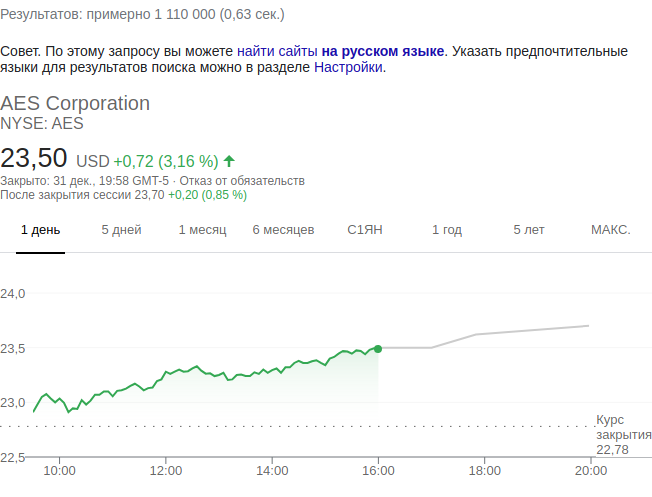 Результатов: примерно 1 110 000 (0,63 сек.)
Совет. По этому запросу вы можете найти сайты на русском языке. Указать предпочтительные
языки для результатов поиска можно в разделе Настройки.
AES Corporation
NYSE: AES
23,50 USD +0,72 (3,16 %)
Закрыто: 31 дек., 19:58 GMT-5 · Отказ от обязательств
После закрытия сессии 23,70 +0,20 (0,85 %)
1 день 5 дней 1 месяц 6 месяцев С1ЯН 1 год 5 лет МАКС.
24,0
23,5
23,0
Курс
закрытия
22,78
22,5
10:00 12:00 14:00 16:00 18:00 20:00